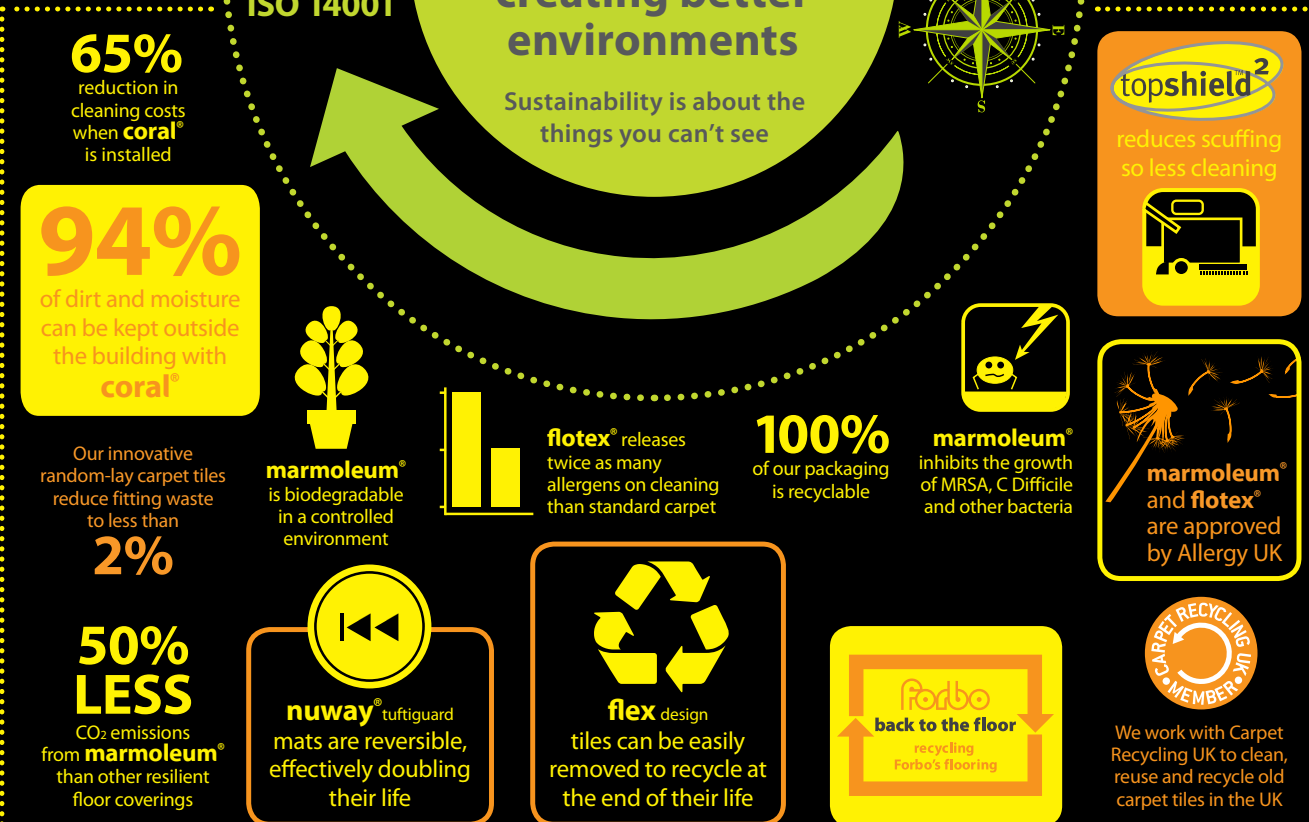 ISO 14001
creating better
environments
Sustainability is about the
things you can't see
W
E
S
65%
reduction in
cleaning costs
when coral®
is installed
94%
of dirt and moisture
can be kept outside
the building with
coral®
Our innovative
random-lay carpet tiles
reduce fitting waste
to less than
2%
50%
LESS
CO2 emissions
from marmoleum®
than other resilient
floor coverings
marmoleum®
is biodegradable
in a controlled
environment
nuway® tuftiguard
mats are reversible,
effectively doubling
their life
flotex® releases
twice as many
allergens on cleaning
than standard carpet
flex design
tiles can be easily
removed to recycle at
the end of their life
100%
of our packaging
is recyclable
marmoleum®
inhibits the growth
of MRSA, C Difficile
and other bacteria
Forbo
back to the floor
recycling
Forbo's flooring
topshield™2
reduces scuffing
so less cleaning
marmoleum®
and flotex®
are approved
by Allergy UK
CARPET RECYCLING UK
• MEMBER •
We work with Carpet
Recycling UK to clean,
reuse and recycle old
carpet tiles in the UK